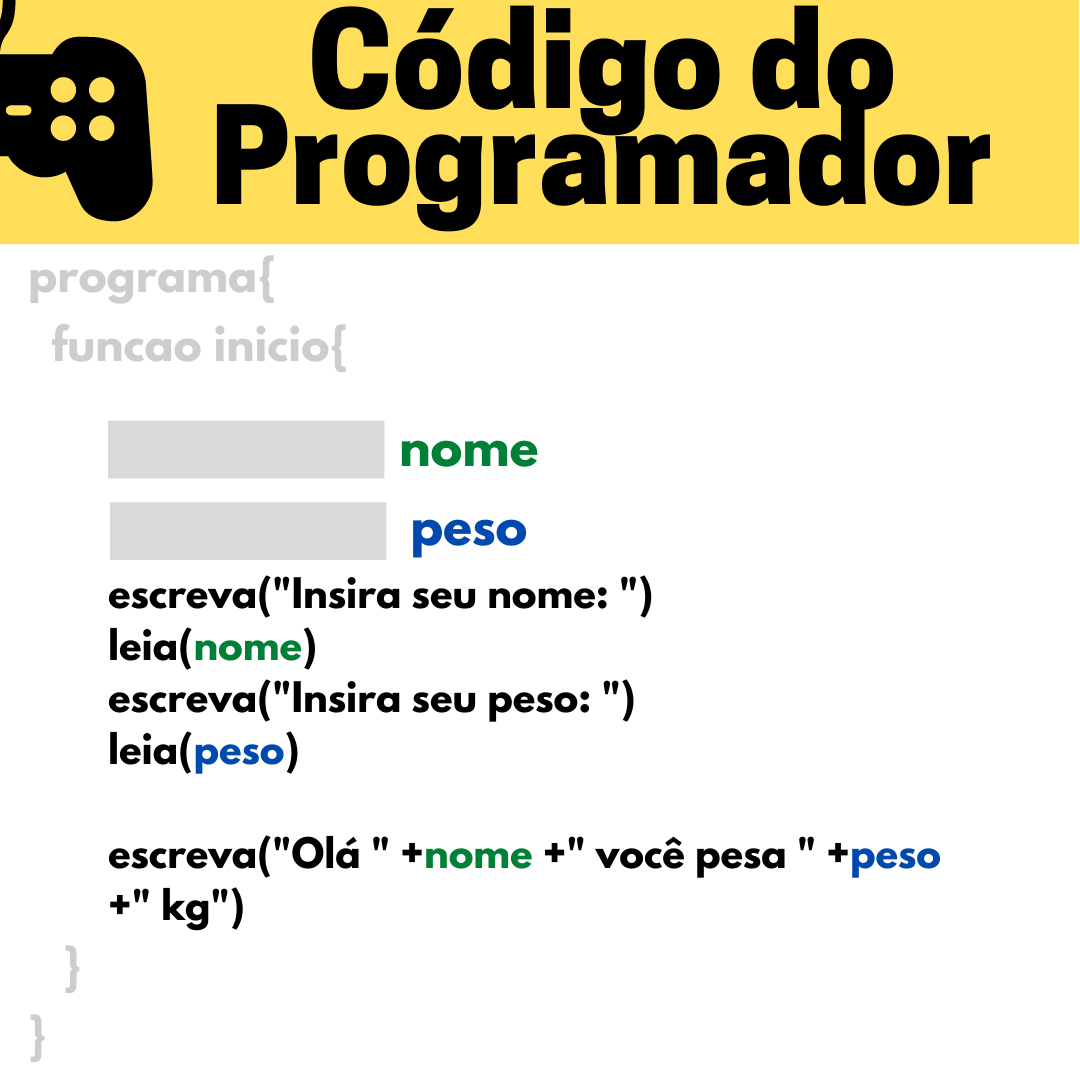 Código do
Programador
programa{
funcao inicio{
nome
peso
escreva("Insira seu nome: ")
leia(nome)
escreva("Insira seu peso: ")
leia(peso)
escreva("Olá " +nome +" você pesa " +peso
+" kg")
}
}